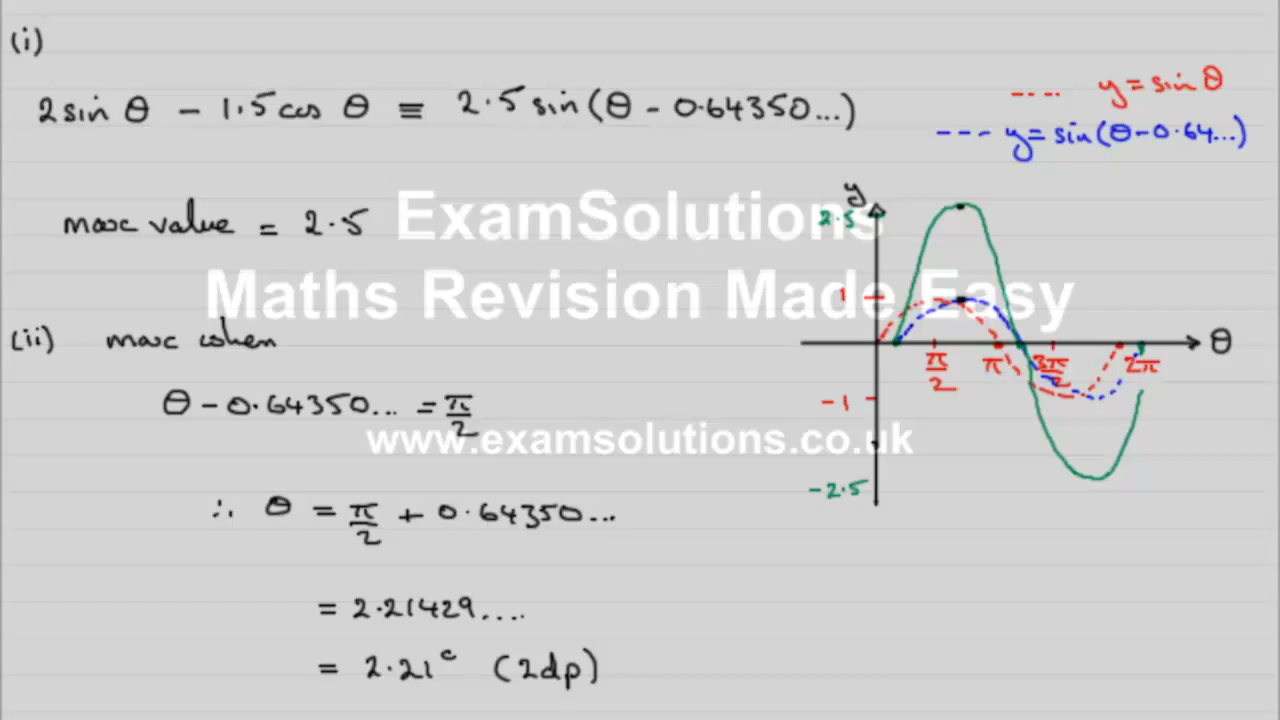 (i)
2 sin θ - 1.5 cos θ ≡ 2.5 sin(θ - 0.64350...)
--- y = sin θ
--- y = sin(θ - 0.64...)
max value = 2.5
ExamSolutions
Maths Revision Made Easy
www.examsolutions.co.uk
y
2.5
1
-1
-2.5
π/2 π 3π/2 2π
θ
(ii) max when
θ - 0.64350... = π/2
∴ θ = π/2 + 0.64350...
= 2.21429....
= 2.21ᶜ (2dp)